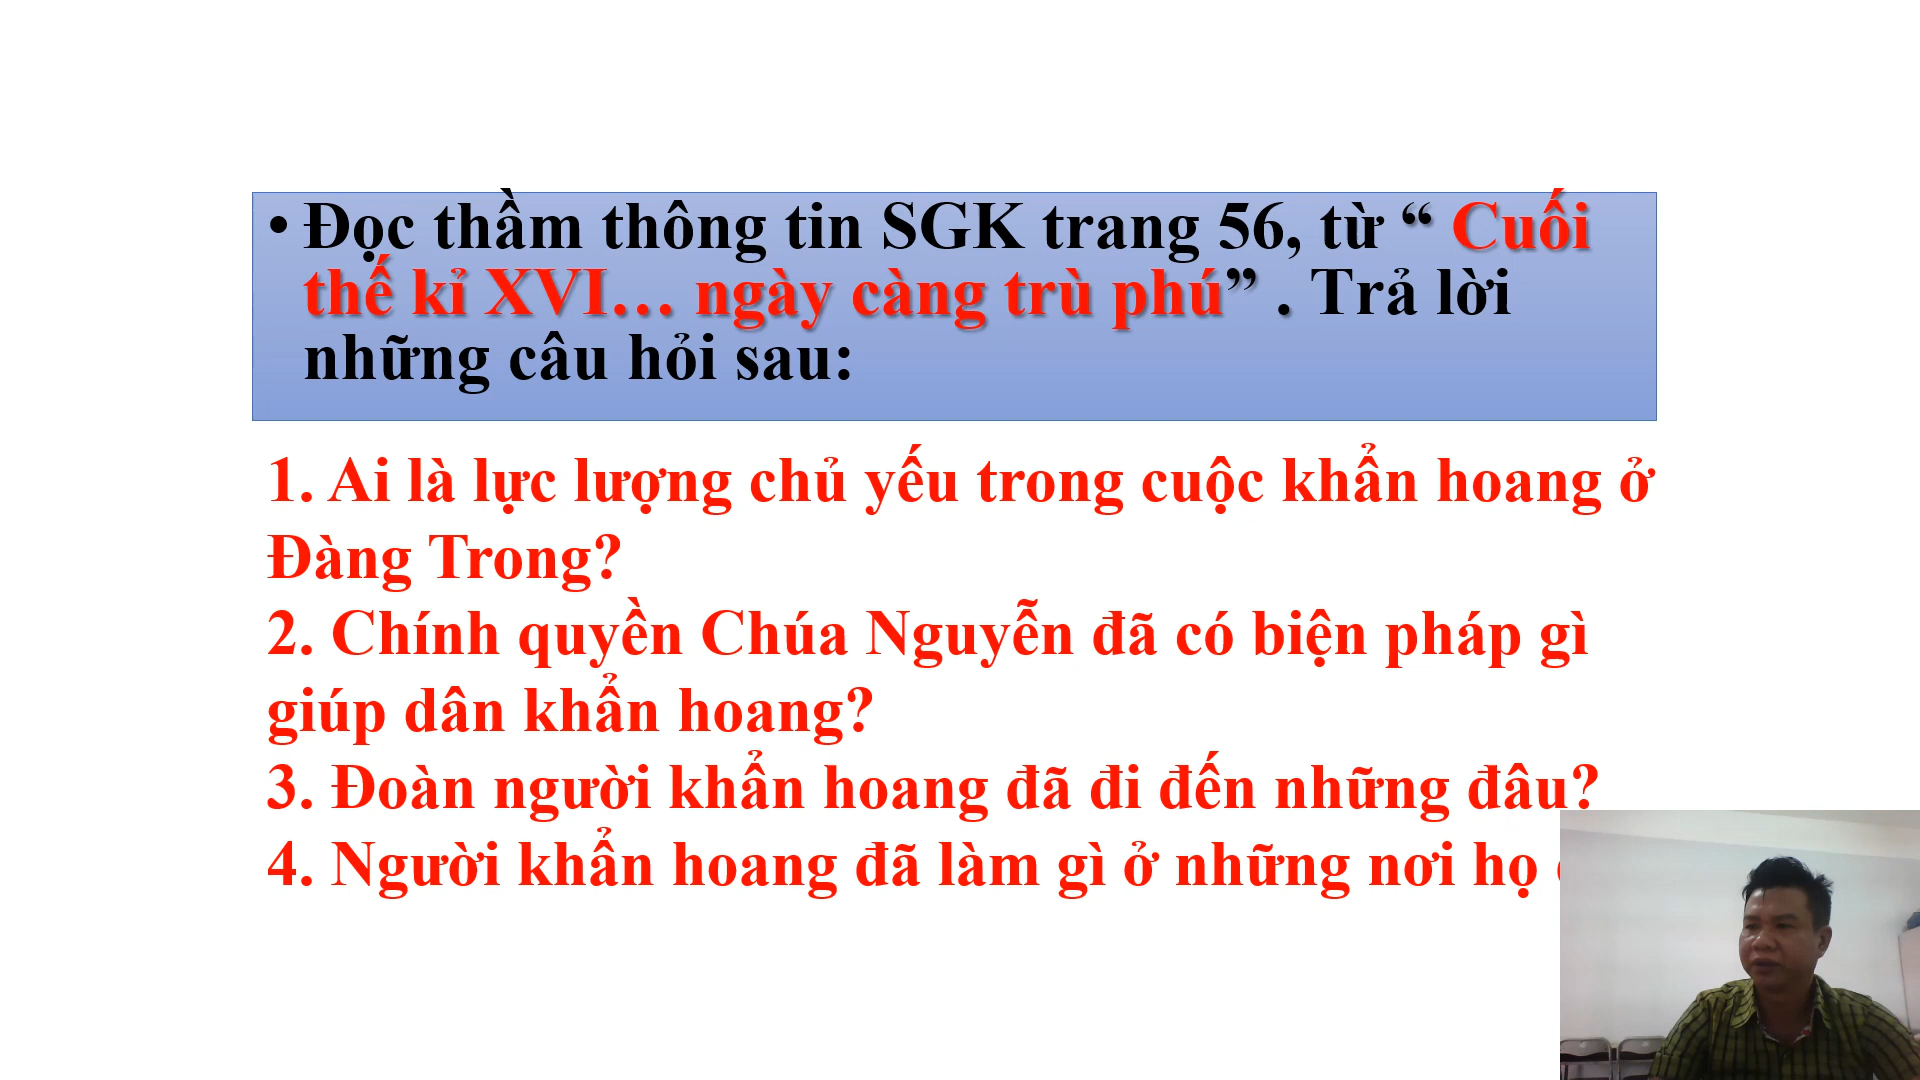 • Đọc thầm thông tin SGK trang 56, từ “ Cuối
thế kỉ XVI… ngày càng trù phú” . Trả lời
những câu hỏi sau:
1. Ai là lực lượng chủ yếu trong cuộc khẩn hoang ở
Đàng Trong?
2. Chính quyền Chúa Nguyễn đã có biện pháp gì
giúp dân khẩn hoang?
3. Đoàn người khẩn hoang đã đi đến những đâu?
4. Người khẩn hoang đã làm gì ở những nơi họ